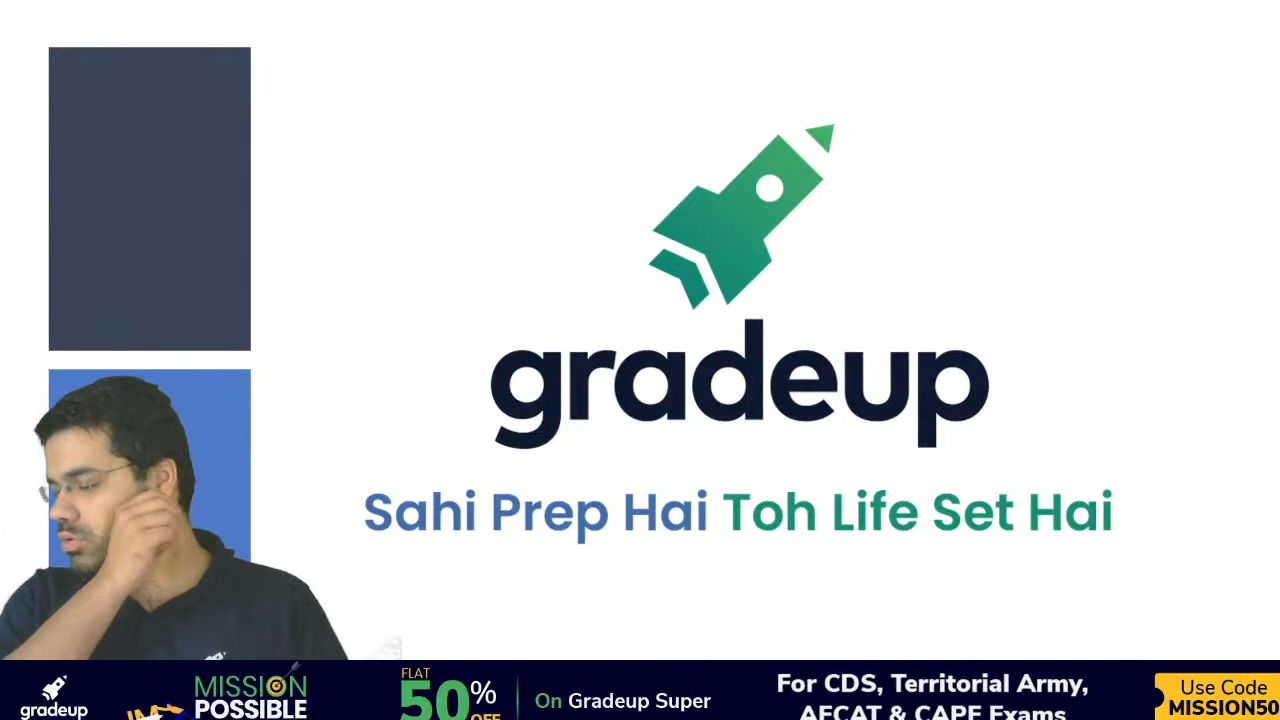 gradeup
Sahi Prep Hai Toh Life Set Hai
gradeup
MISSION
POSSIBLE
FLAT
50%
OFF
On Gradeup Super
For CDS, Territorial Army,
AFCAT & CAPF Exams
Use Code
MISSION50